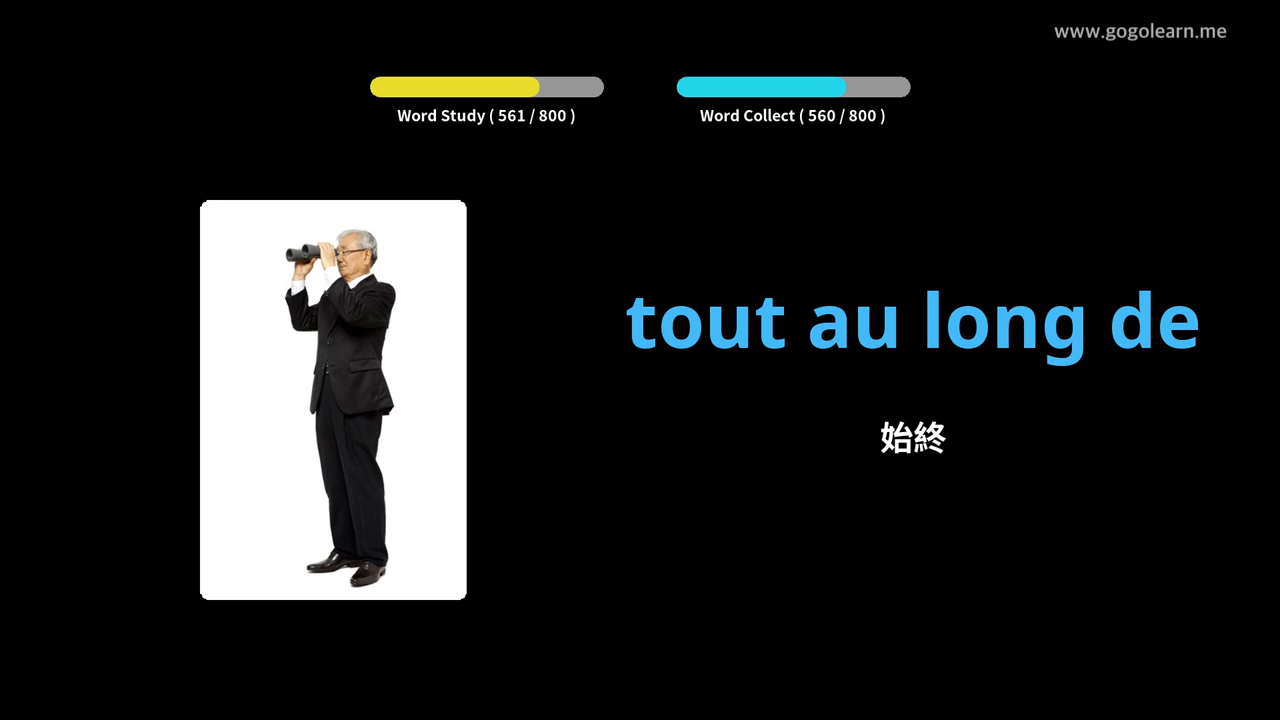 www.gogolearn.me
Word Study ( 561 / 800 )
Word Collect ( 560 / 800 )
tout au long de
始終